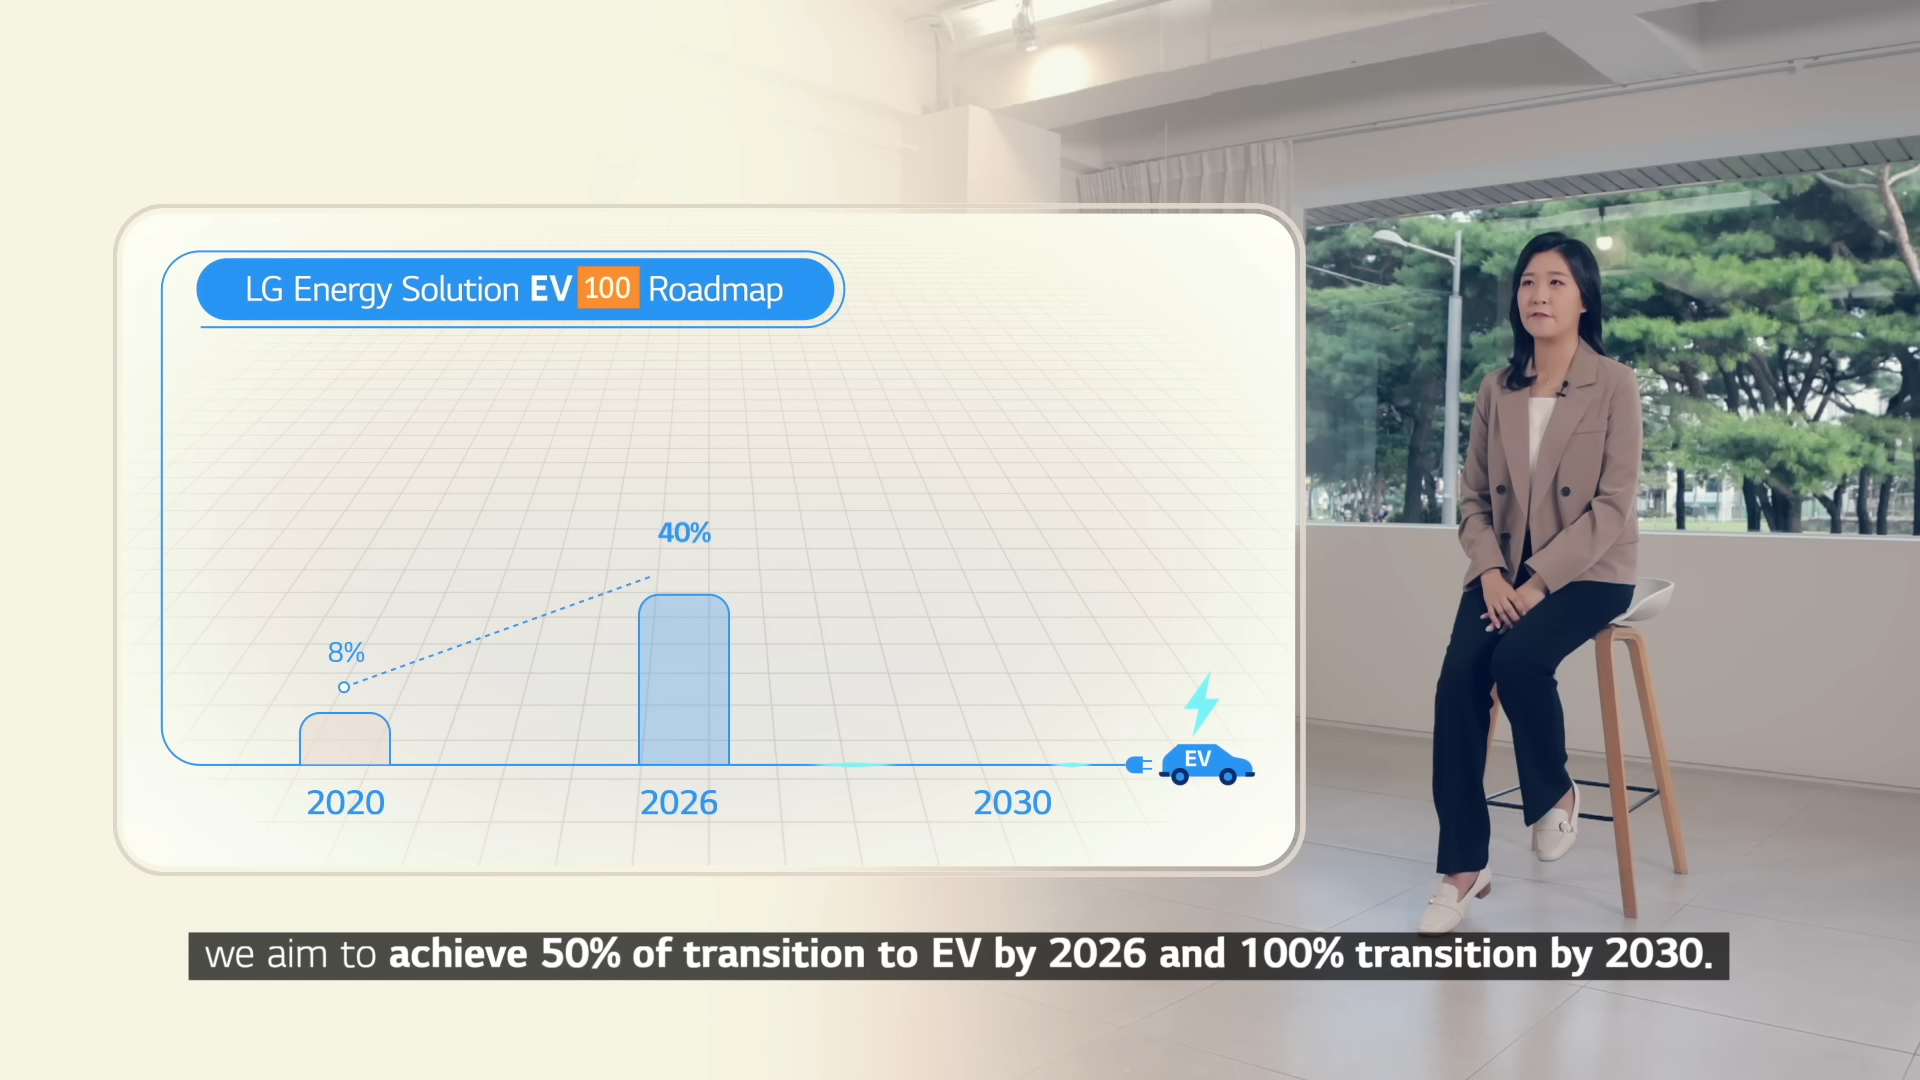 LG Energy Solution EV 100 Roadmap
40%
8%
EV
2020 2026 2030
we aim to achieve 50% of transition to EV by 2026 and 100% transition by 2030.